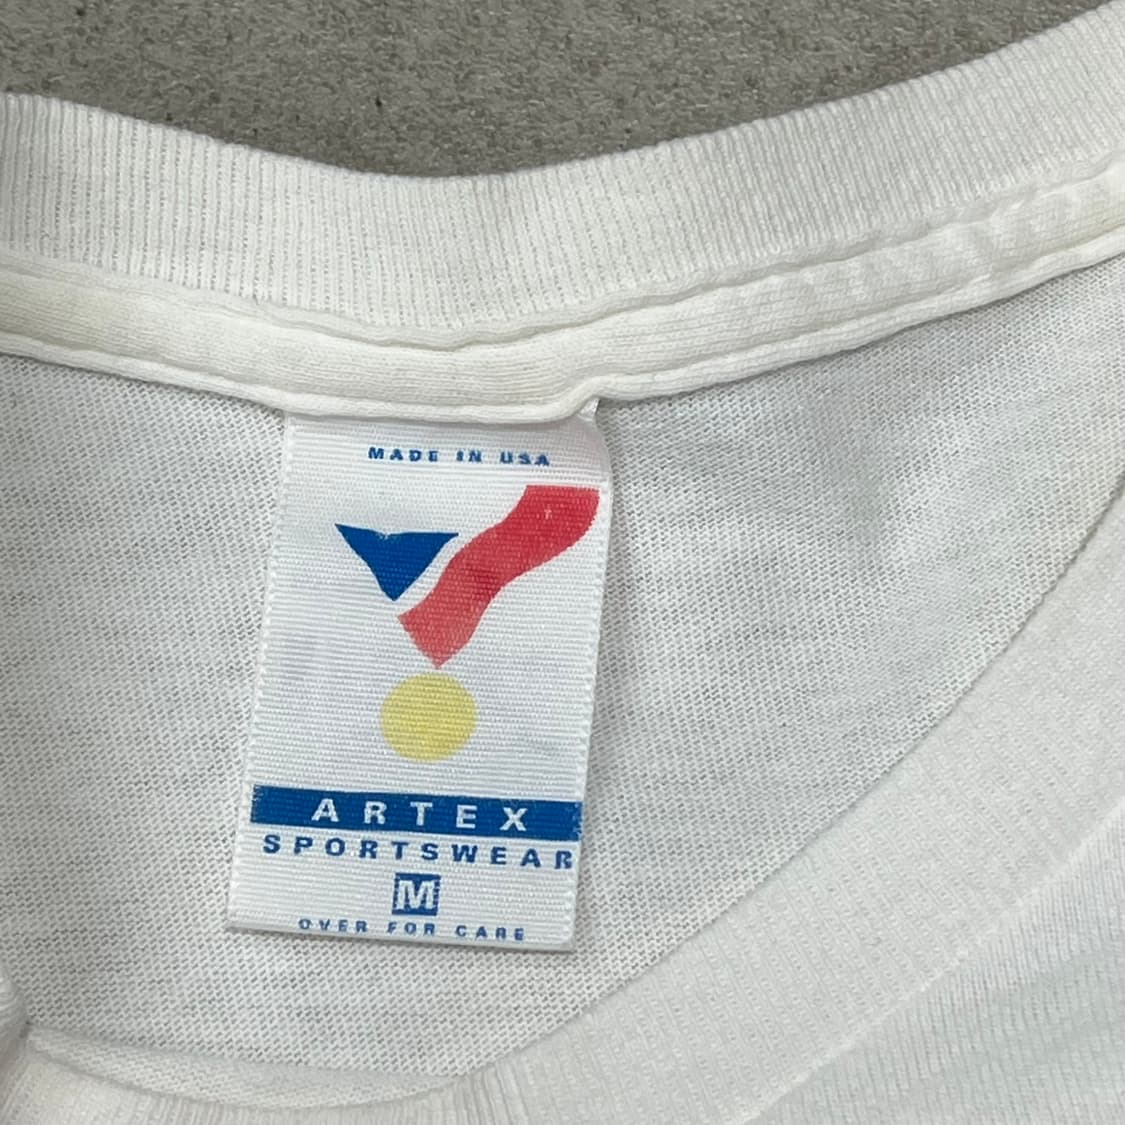 MADE IN USA
ARTEX
SPORTSWEAR
M
OVER FOR CARE